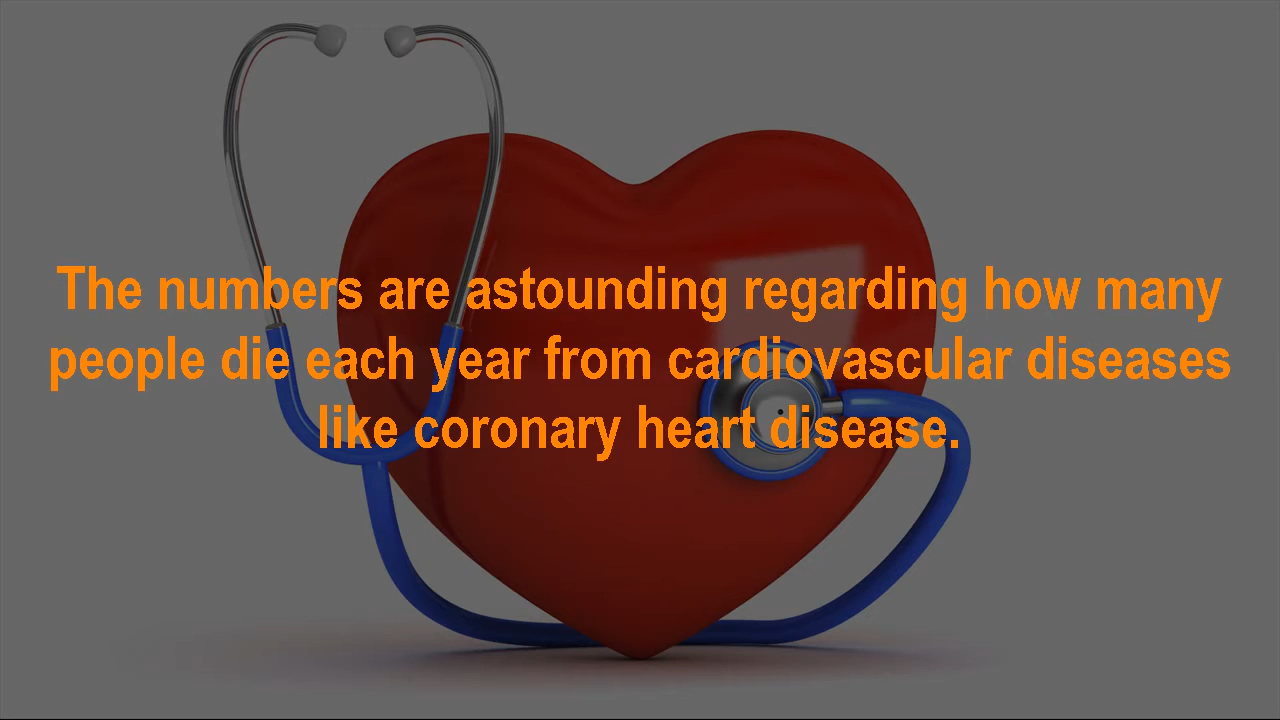 The numbers are astounding regarding how many
people die each year from cardiovascular diseases
like coronary heart disease.